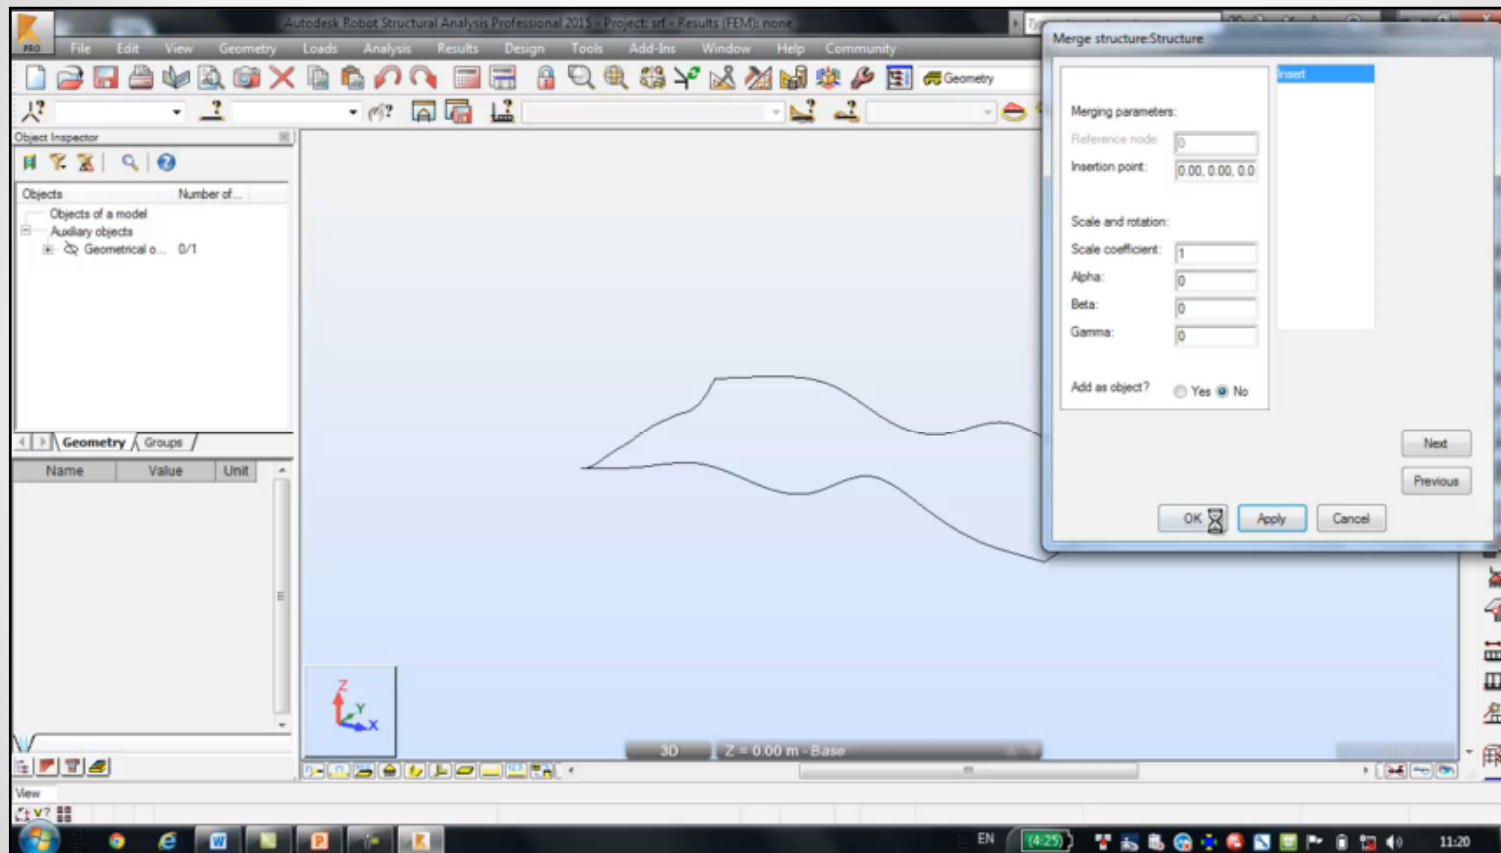 Autodesk Robot Structural Analysis Professional 2015 - Project: srf - Results (FEM): none
PRO
File Edit View Geometry Loads Analysis Results Design Tools Add-Ins Window Help Community
Geometry
Object Inspector
Objects Number of...
Objects of a model
Auxiliary objects
Geometrical o... 0/1
Geometry Groups
Name Value Unit
Merge structure:Structure
Insert
Merging parameters:
Reference node: 0
Insertion point: 0.00, 0.00, 0.0
Scale and rotation:
Scale coefficient: 1
Alpha: 0
Beta: 0
Gamma: 0
Add as object? Yes No
Next
Previous
OK Apply Cancel
Z
Y
X
3D Z = 0.00 m - Base
View
EN (4:25) 11:20